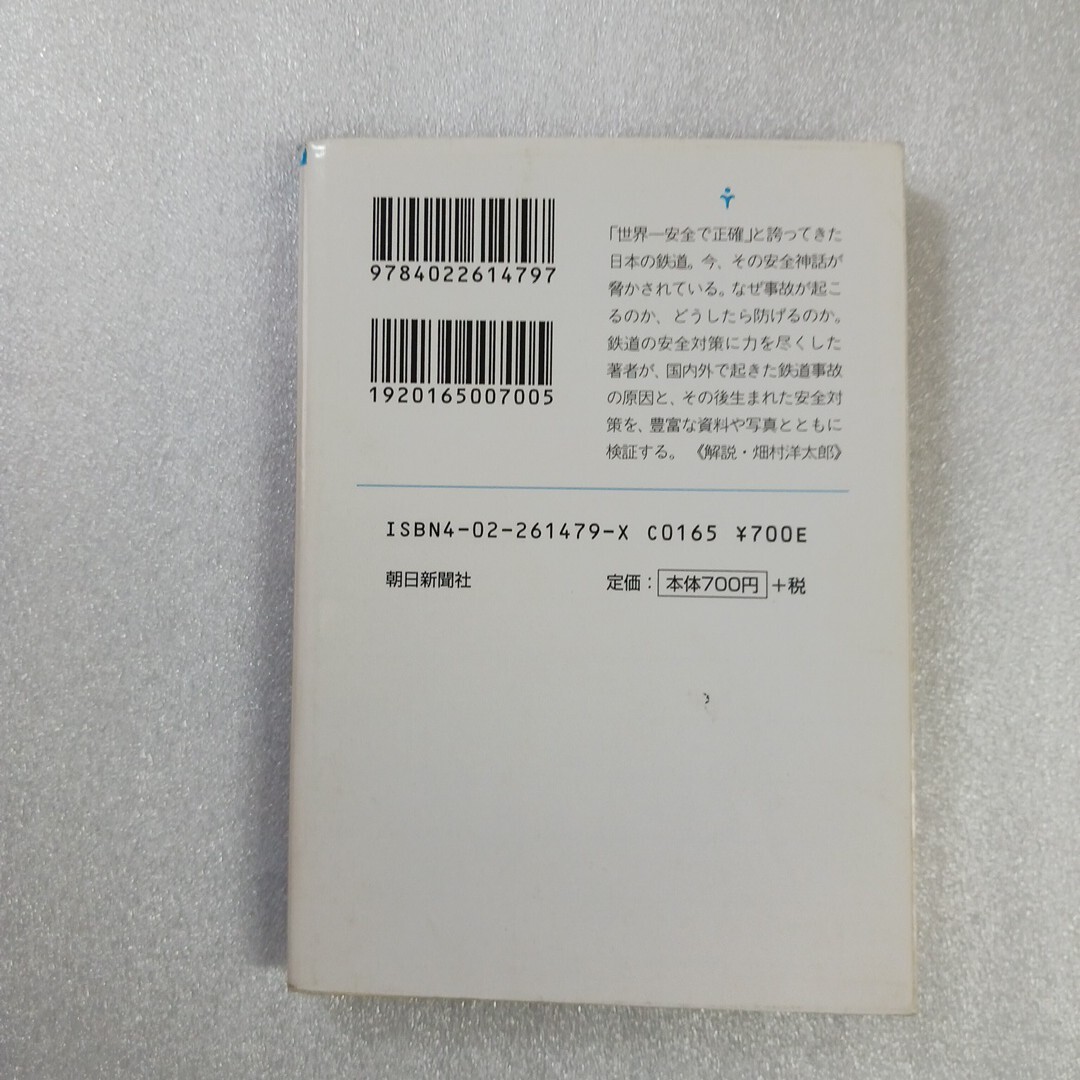 9784022614797
1920165007005
「世界一安全で正確」と誇ってきた
日本の鉄道。今、その安全神話が
脅かされている。なぜ事故が起こ
るのか、どうしたら防げるのか。
鉄道の安全対策に力を尽くした
著者が、国内外で起きた鉄道事故
の原因と、その後生まれた安全対
策を、豊富な資料や写真とともに
検証する。《解説・畑村洋太郎》
ISBN4-02-261479-X C0165 ¥700E
朝日新聞社 定価：本体700円+税